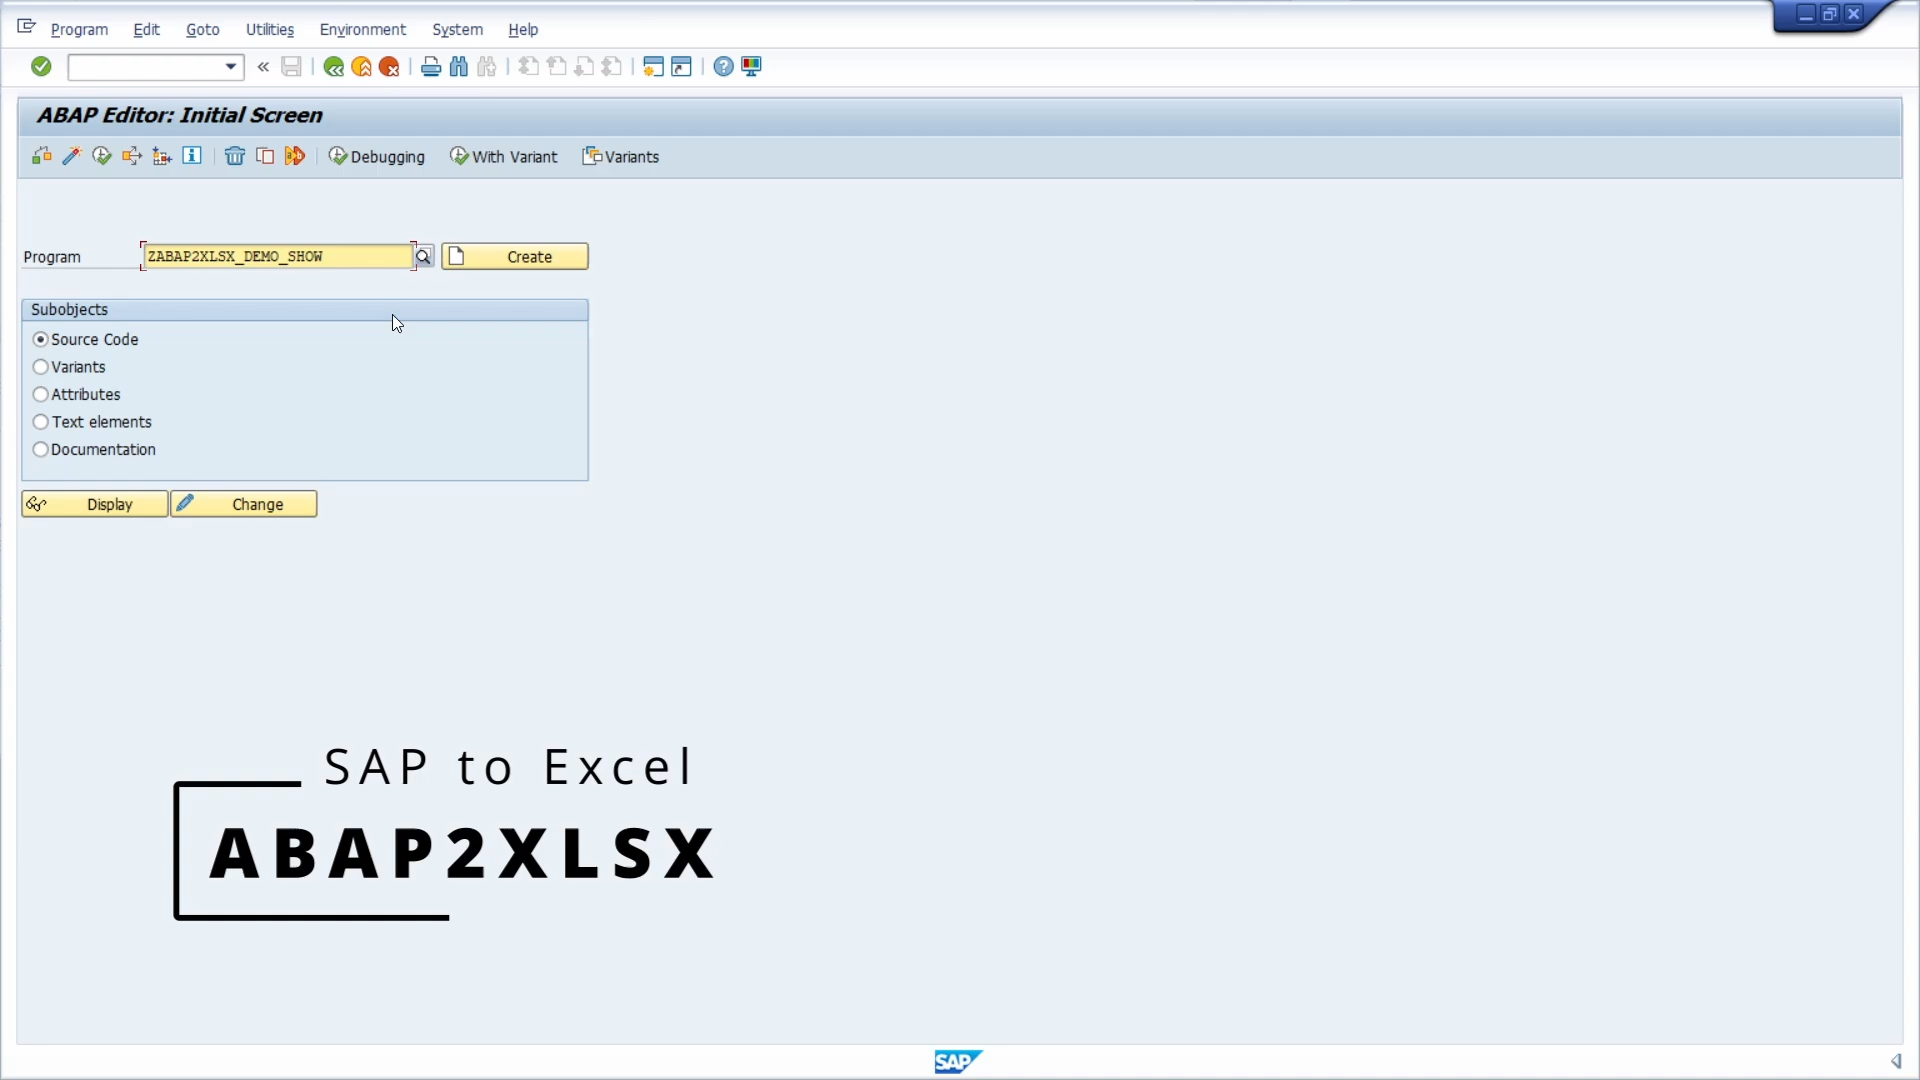 Program Edit Goto Utilities Environment System Help
ABAP Editor: Initial Screen
Debugging With Variant Variants
Program ZABAP2XLSX_DEMO_SHOW Create
Subobjects
Source Code
Variants
Attributes
Text elements
Documentation
Display Change
SAP to Excel
ABAP2XLSX
SAP